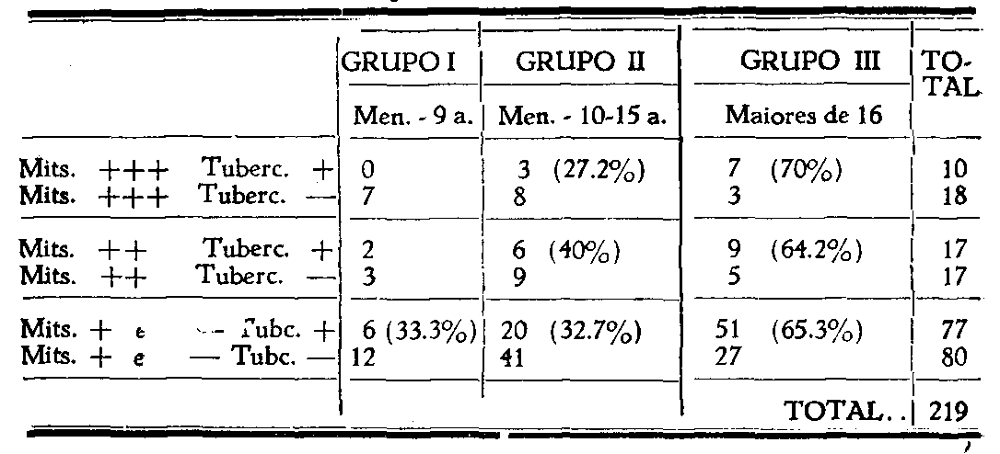 GRUPO I GRUPO II GRUPO III TO-
TAL
Men. - 9 a. Men. - 10-15 a. Maiores de 16
Mits. +++ Tuberc. + 0 3 (27.2%) 7 (70%) 10
Mits. +++ Tuberc. — 7 8 3 18
Mits. ++ Tuberc. + 2 6 (40%) 9 (64.2%) 17
Mits. ++ Tuberc. — 3 9 5 17
Mits. + e — Tubc. + 6 (33.3%) 20 (32.7%) 51 (65.3%) 77
Mits. + e — Tubc. — 12 41 27 80
TOTAL.. 219